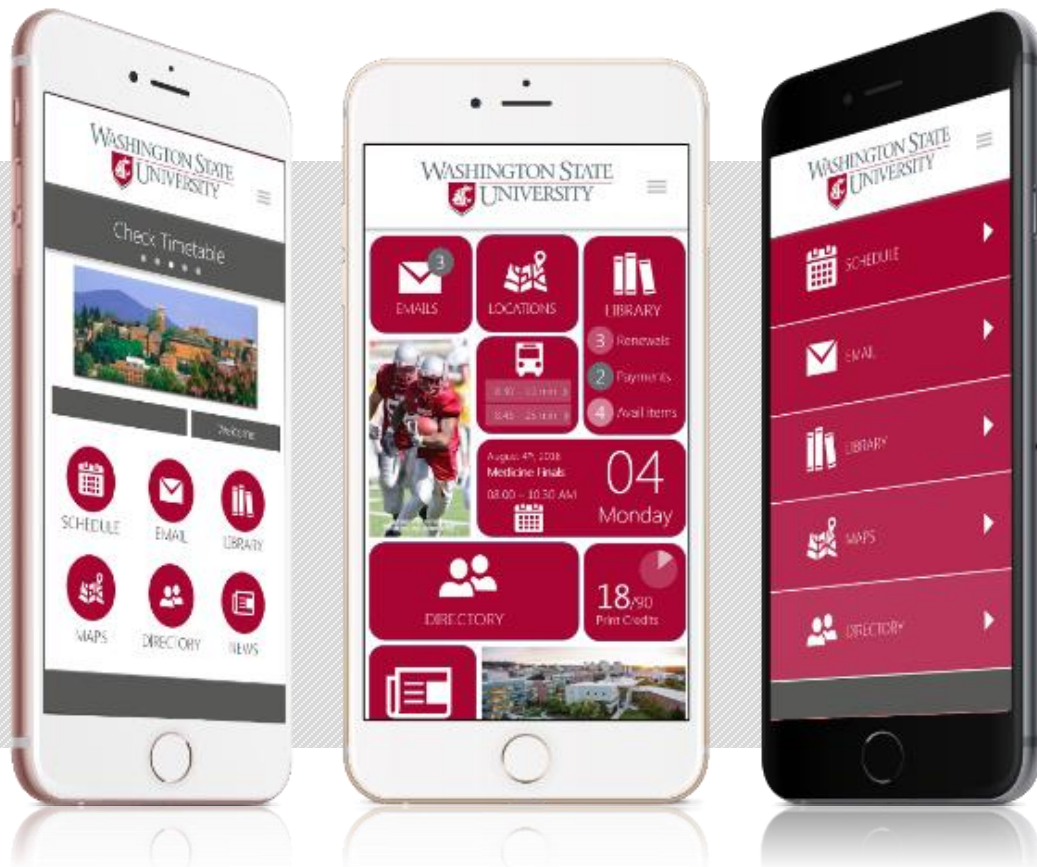 WASHINGTON STATE
UNIVERSITY
Check Timetable
Welcome
SCHEDULE
EMAIL
LIBRARY
MAPS
DIRECTORY
NEWS
WASHINGTON STATE
UNIVERSITY
3
EMAILS
LOCATIONS
LIBRARY
3 Renewals
2 Payments
4 Avail items
August 4th, 2016
Medicine Finals
08.00 – 10.30 AM
04
Monday
DIRECTORY
18/90
Print Credits
WASHINGTON STATE
UNIVERSITY
SCHEDULE
EMAIL
LIBRARY
MAPS
DIRECTORY